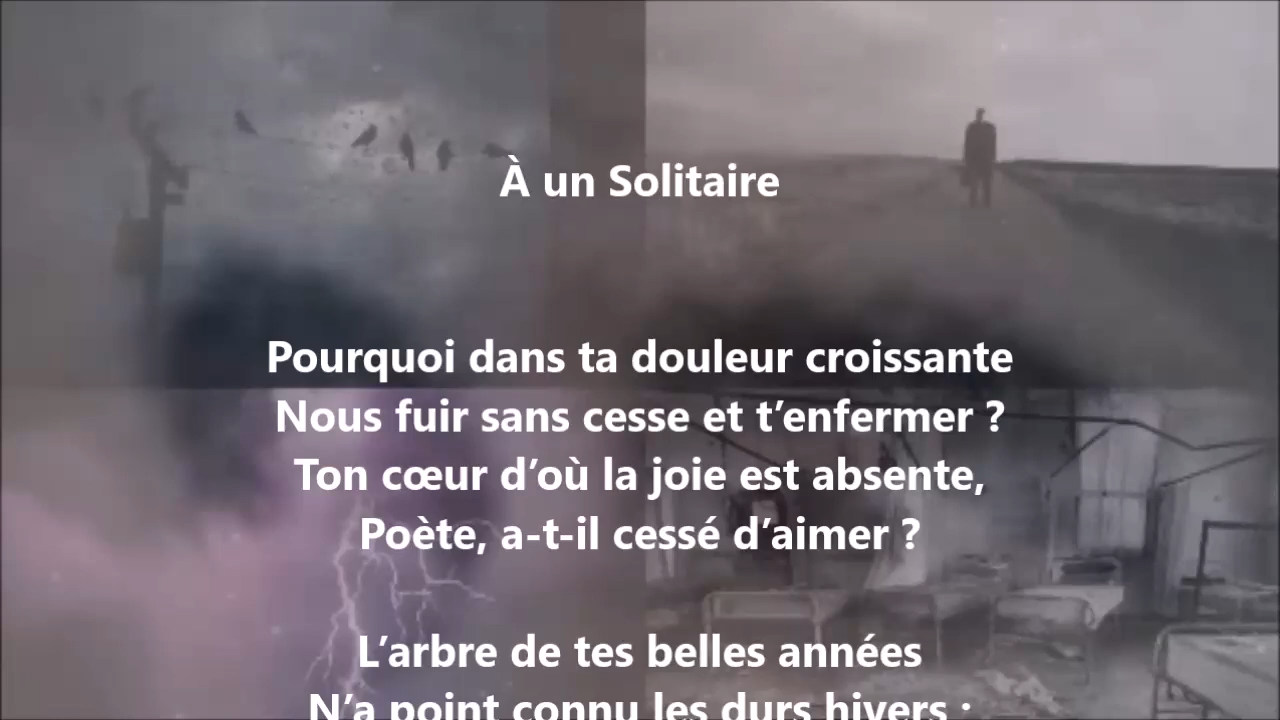 À un Solitaire
Pourquoi dans ta douleur croissante
Nous fuir sans cesse et t’enfermer ?
Ton cœur d’où la joie est absente,
Poète, a-t-il cessé d’aimer ?
L’arbre de tes belles années
N’a point connu les durs hivers ;